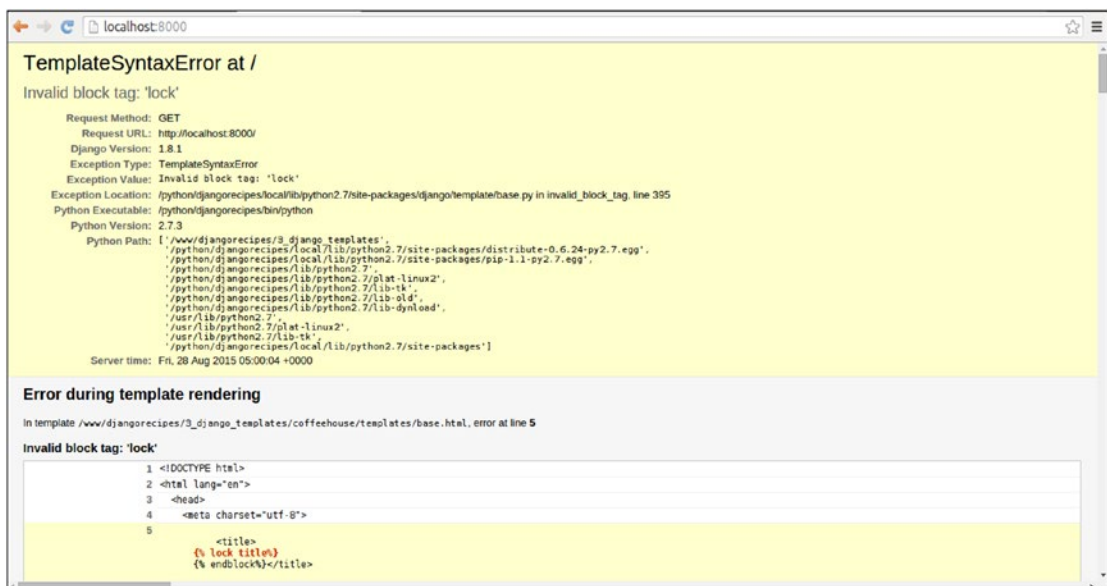 localhost:8000
TemplateSyntaxError at /
Invalid block tag: 'lock'
Request Method: GET
Request URL: http://localhost:8000/
Django Version: 1.8.1
Exception Type: TemplateSyntaxError
Exception Value: Invalid block tag: 'lock'
Exception Location: /python/djangorecipes/local/lib/python2.7/site-packages/django/template/base.py in invalid_block_tag, line 395
Python Executable: /python/djangorecipes/bin/python
Python Version: 2.7.3
Python Path: ['/www/djangorecipes/3_django_templates',
'/python/djangorecipes/local/lib/python2.7/site-packages/distribute-0.6.24-py2.7.egg',
'/python/djangorecipes/local/lib/python2.7/site-packages/pip-1.1-py2.7.egg',
'/python/djangorecipes/lib/python2.7',
'/python/djangorecipes/lib/python2.7/plat-linux2',
'/python/djangorecipes/lib/python2.7/lib-tk',
'/python/djangorecipes/lib/python2.7/lib-old',
'/python/djangorecipes/lib/python2.7/lib-dynload',
'/usr/lib/python2.7',
'/usr/lib/python2.7/plat-linux2',
'/usr/lib/python2.7/lib-tk',
'/python/djangorecipes/local/lib/python2.7/site-packages']
Server time: Fri, 28 Aug 2015 05:00:04 +0000
Error during template rendering
In template /www/djangorecipes/3_django_templates/coffeehouse/templates/base.html, error at line 5
Invalid block tag: 'lock'
1 <!DOCTYPE html>
2 <html lang="en">
3 <head>
4 <meta charset="utf-8">
5
<title>
{% lock title%}
{% endblock%}</title>